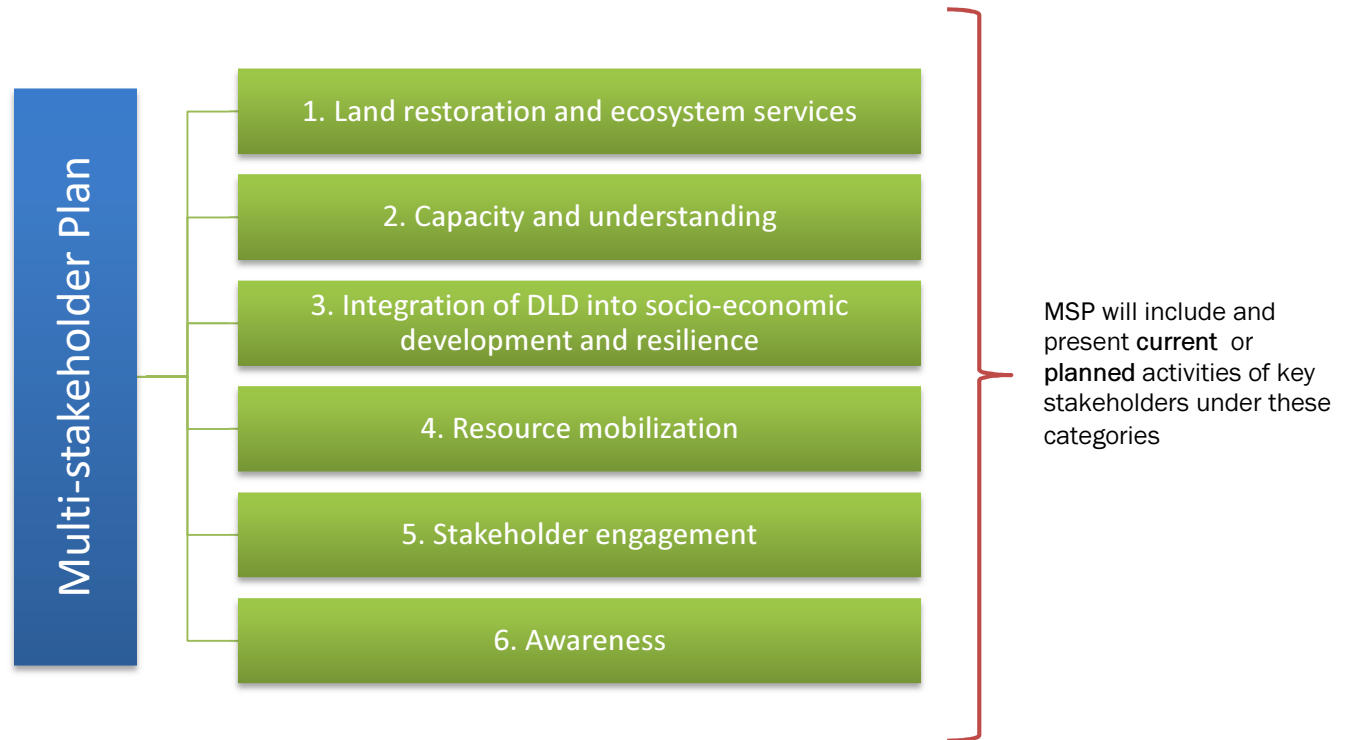 Multi-stakeholder Plan
1. Land restoration and ecosystem services
2. Capacity and understanding
3. Integration of DLD into socio-economic
development and resilience
4. Resource mobilization
5. Stakeholder engagement
6. Awareness
MSP will include and
present current or
planned activities of key
stakeholders under these
categories